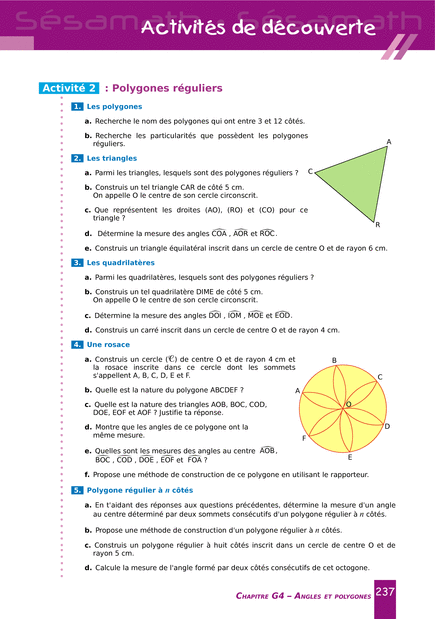 Sésamath Sésamath Sésamath
Activités de découverte
Activité 2 : Polygones réguliers
1. Les polygones
a. Recherche le nom des polygones qui ont entre 3 et 12 côtés.
b. Recherche les particularités que possèdent les polygones
réguliers.
2. Les triangles
a. Parmi les triangles, lesquels sont des polygones réguliers ?
b. Construis un tel triangle CAR de côté 5 cm.
On appelle O le centre de son cercle circonscrit.
c. Que représentent les droites (AO), (RO) et (CO) pour ce
triangle ?
d. Détermine la mesure des angles COA , AOR et ROC.
e. Construis un triangle équilatéral inscrit dans un cercle de centre O et de rayon 6 cm.
A
C
R
3. Les quadrilatères
a. Parmi les quadrilatères, lesquels sont des polygones réguliers ?
b. Construis un tel quadrilatère DIME de côté 5 cm.
On appelle O le centre de son cercle circonscrit.
c. Détermine la mesure des angles DOI , IOM , MOE et EOD.
d. Construis un carré inscrit dans un cercle de centre O et de rayon 4 cm.
4. Une rosace
a. Construis un cercle (C) de centre O et de rayon 4 cm et
la rosace inscrite dans ce cercle dont les sommets
s'appellent A, B, C, D, E et F.
b. Quelle est la nature du polygone ABCDEF ?
c. Quelle est la nature des triangles AOB, BOC, COD,
DOE, EOF et AOF ? Justifie ta réponse.
d. Montre que les angles de ce polygone ont la
même mesure.
e. Quelles sont les mesures des angles au centre AOB,
BOC , COD , DOE , EOF et FOA ?
f. Propose une méthode de construction de ce polygone en utilisant le rapporteur.
B
C
A
O
D
F
E
5. Polygone régulier à n côtés
a. En t'aidant des réponses aux questions précédentes, détermine la mesure d'un angle
au centre déterminé par deux sommets consécutifs d'un polygone régulier à n côtés.
b. Propose une méthode de construction d'un polygone régulier à n côtés.
c. Construis un polygone régulier à huit côtés inscrit dans un cercle de centre O et de
rayon 5 cm.
d. Calcule la mesure de l'angle formé par deux côtés consécutifs de cet octogone.
CHAPITRE G4 – ANGLES ET POLYGONES 237